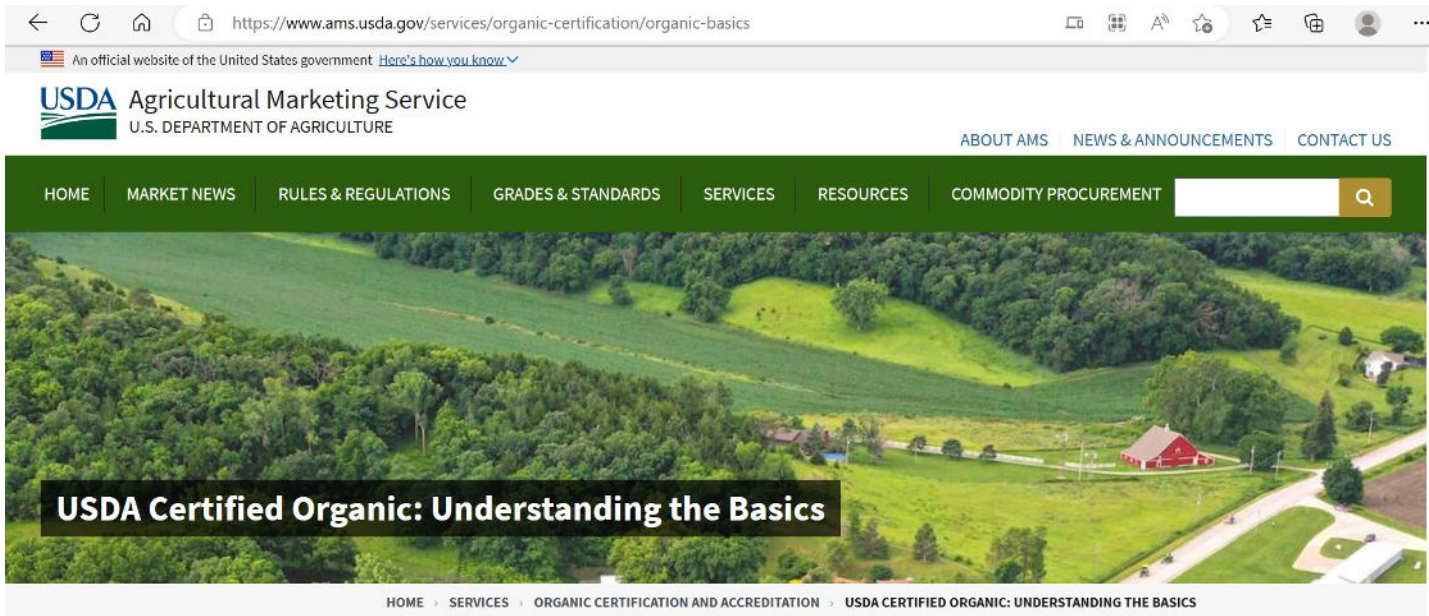 https://www.ams.usda.gov/services/organic-certification/organic-basics
An official website of the United States government Here's how you know
USDA Agricultural Marketing Service
U.S. DEPARTMENT OF AGRICULTURE
ABOUT AMS NEWS & ANNOUNCEMENTS CONTACT US
HOME MARKET NEWS RULES & REGULATIONS GRADES & STANDARDS SERVICES RESOURCES COMMODITY PROCUREMENT
USDA Certified Organic: Understanding the Basics
HOME › SERVICES › ORGANIC CERTIFICATION AND ACCREDITATION › USDA CERTIFIED ORGANIC: UNDERSTANDING THE BASICS